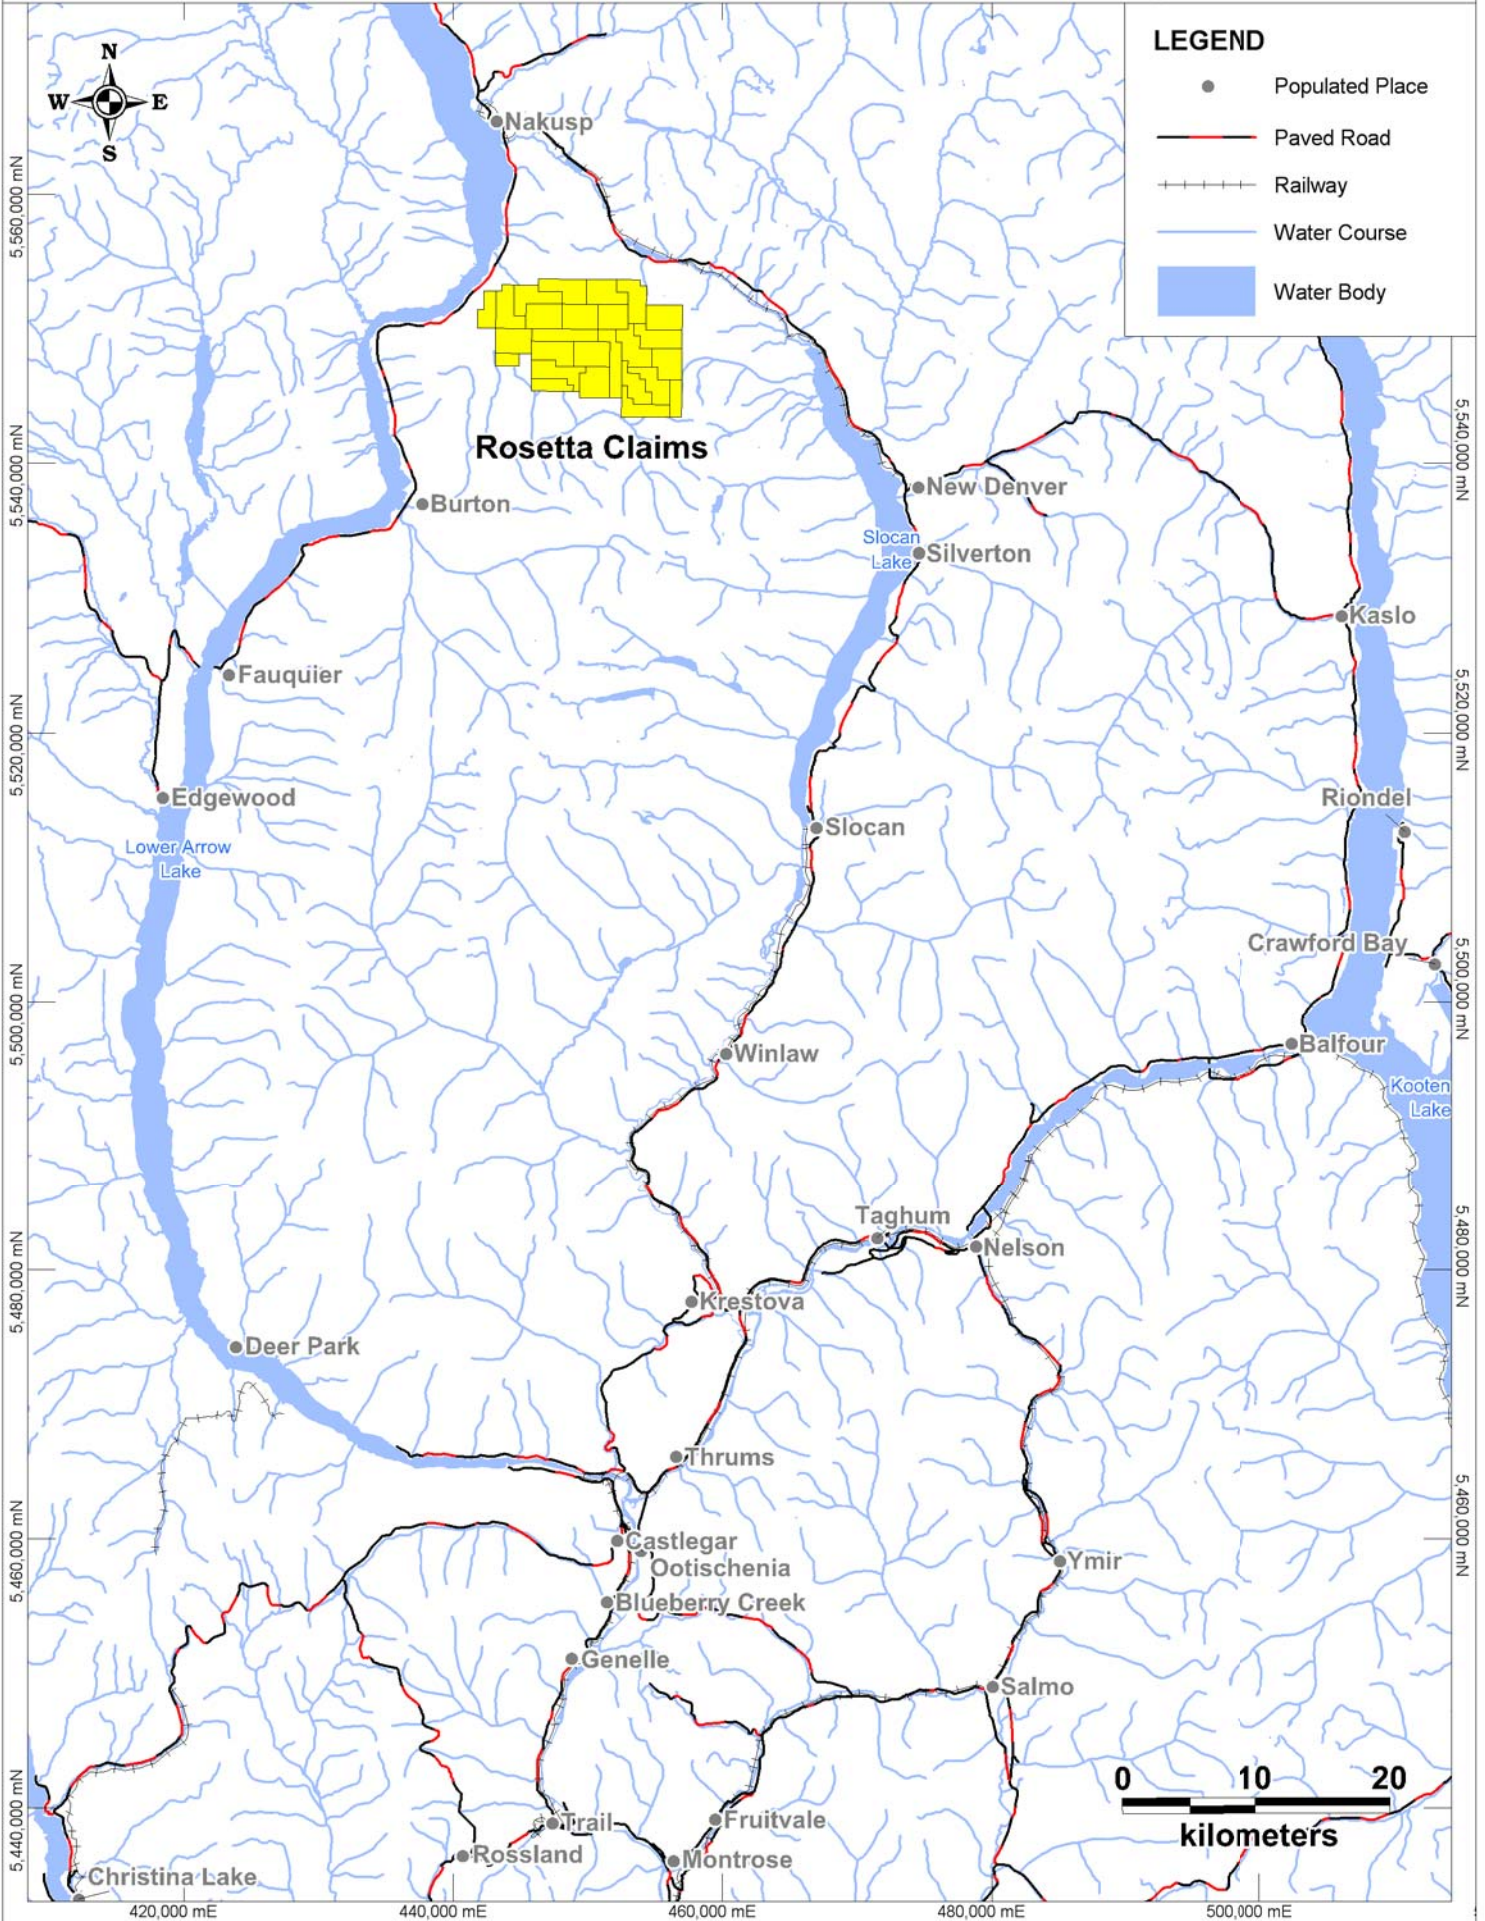 LEGEND
Populated Place
Paved Road
Railway
Water Course
Water Body
N
W
E
S
Nakusp
5,560,000 mN
Rosetta Claims
5,540,000 mN
5,540,000 mN
New Denver
Burton
Slocan
Lake
Silverton
Kaslo
Fauquier
5,520,000 mN
5,520,000 mN
Edgewood
Riondel
Slocan
Lower Arrow
Lake
Crawford Bay
5,500,000 mN
5,500,000 mN
Winlaw
Balfour
Kooten
Lake
Taghum
Nelson
5,480,000 mN
5,480,000 mN
Krestova
Deer Park
Thrums
5,460,000 mN
5,460,000 mN
Castlegar
Ootischenia
Ymir
Blueberry Creek
Genelle
Salmo
0 10 20
kilometers
5,440,000 mN
Trail
Fruitvale
Rossland
Montrose
Christina Lake
420,000 mE
440,000 mE
460,000 mE
480,000 mE
500,000 mE